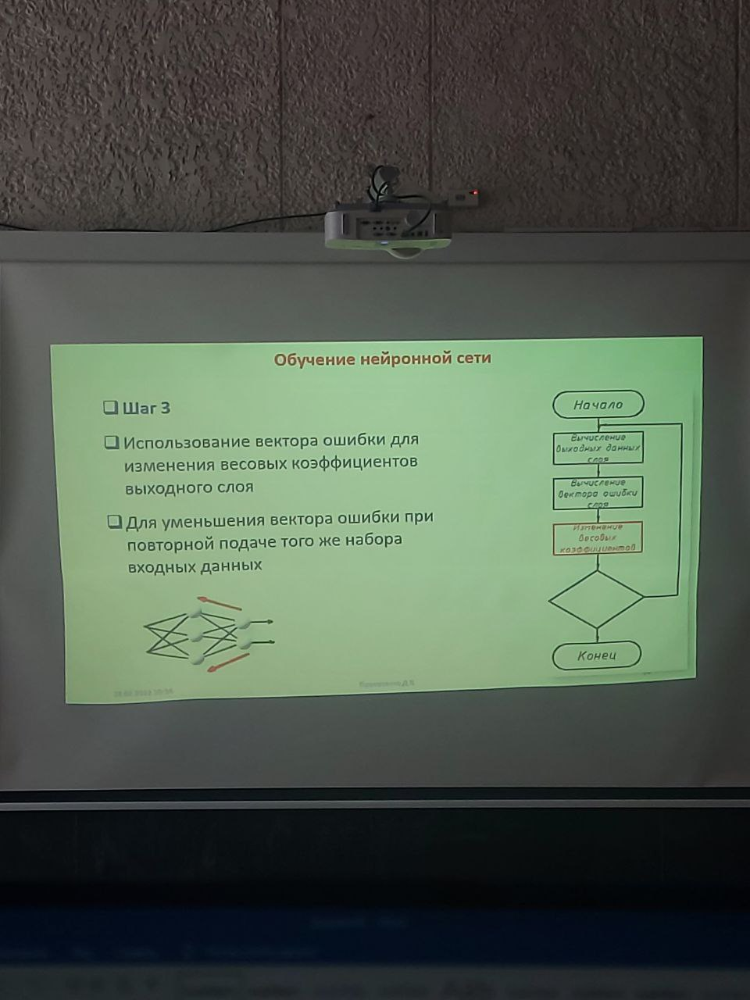 Обучение нейронной сети
Шаг 3
Использование вектора ошибки для
изменения весовых коэффициентов
выходного слоя
Для уменьшения вектора ошибки при
повторной подаче того же набора
входных данных
Начало
Вычисление
выходных данных
слоя
Вычисление
вектора ошибки
слоя
Изменение
весовых
коэффициентов
Конец